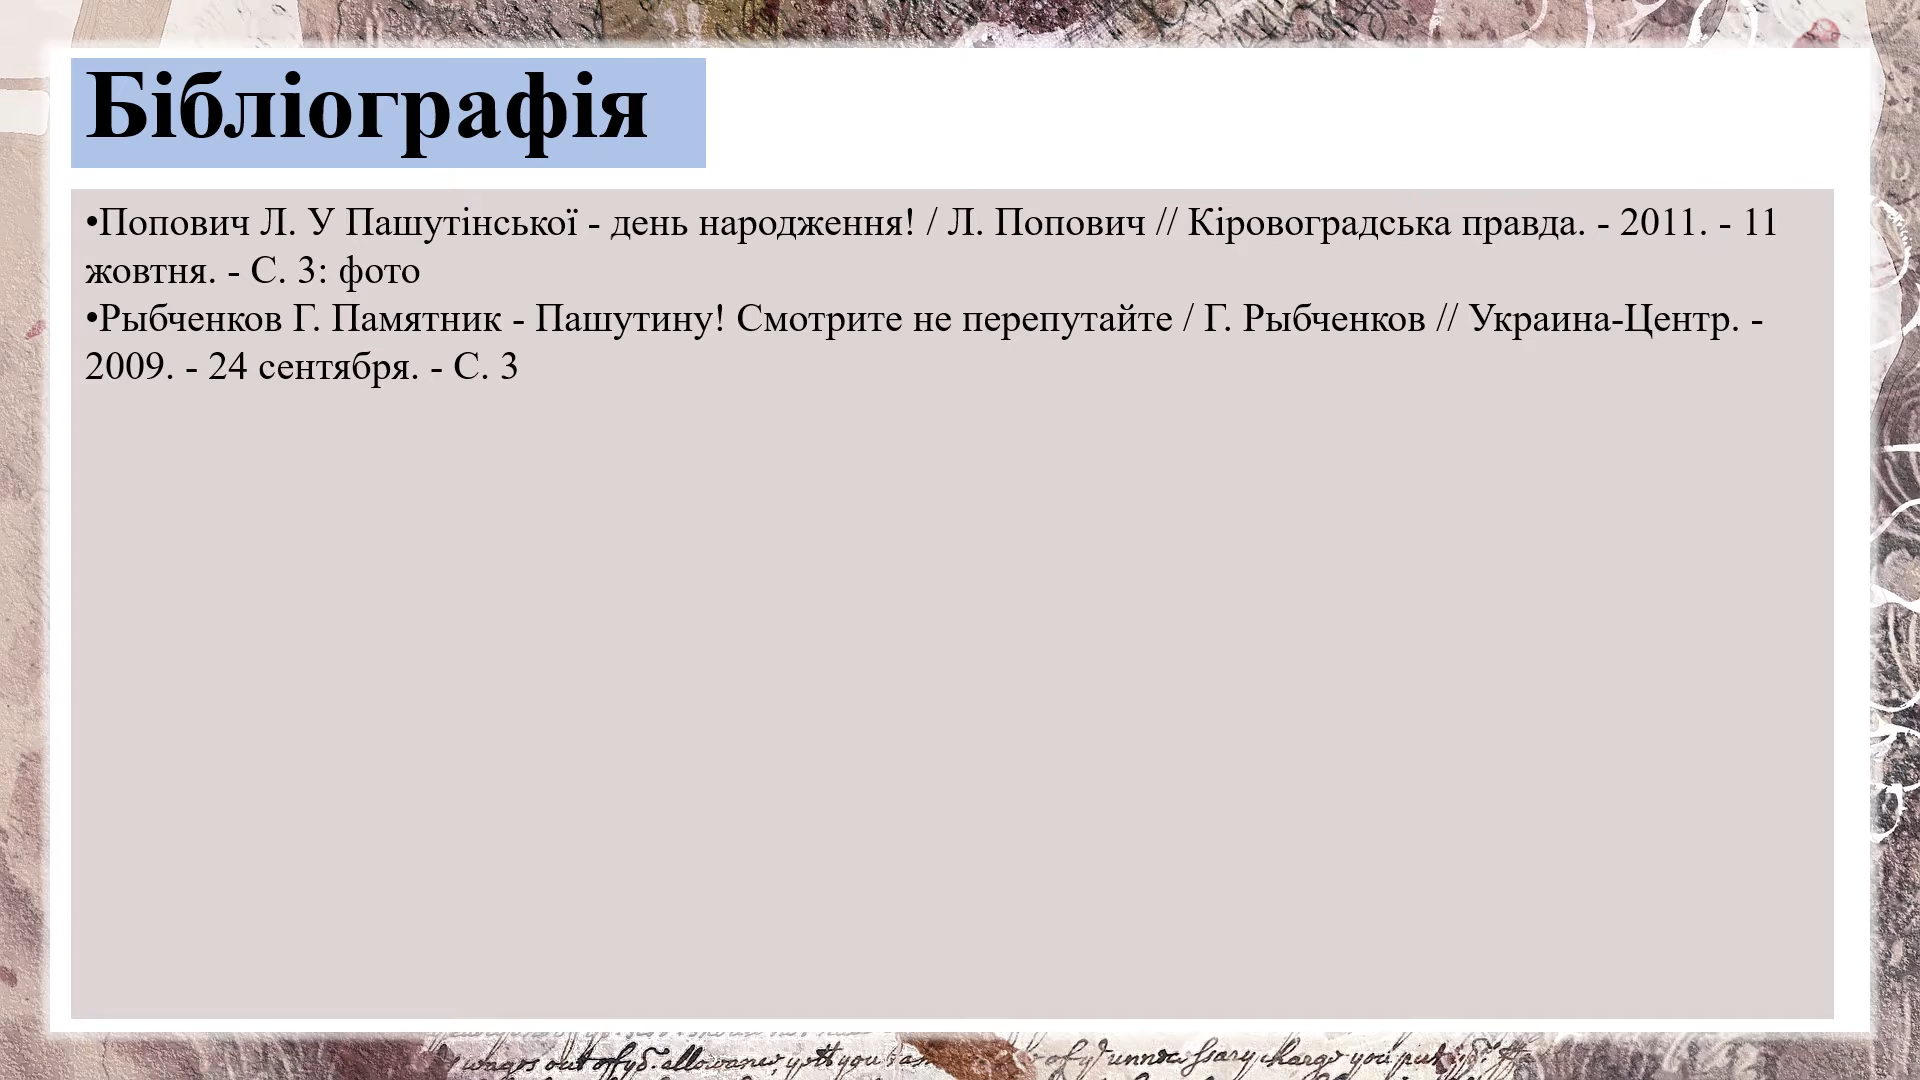 Бібліографія
•Попович Л. У Пашутінської - день народження! / Л. Попович // Кіровоградська правда. - 2011. - 11
жовтня. - С. 3: фото
•Рыбченков Г. Памятник - Пашутину! Смотрите не перепутайте / Г. Рыбченков // Украина-Центр. -
2009. - 24 сентября. - С. 3